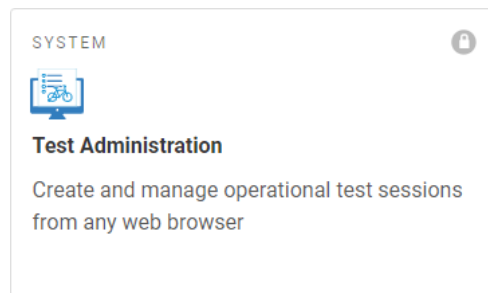 SYSTEM
Test Administration
Create and manage operational test sessions
from any web browser